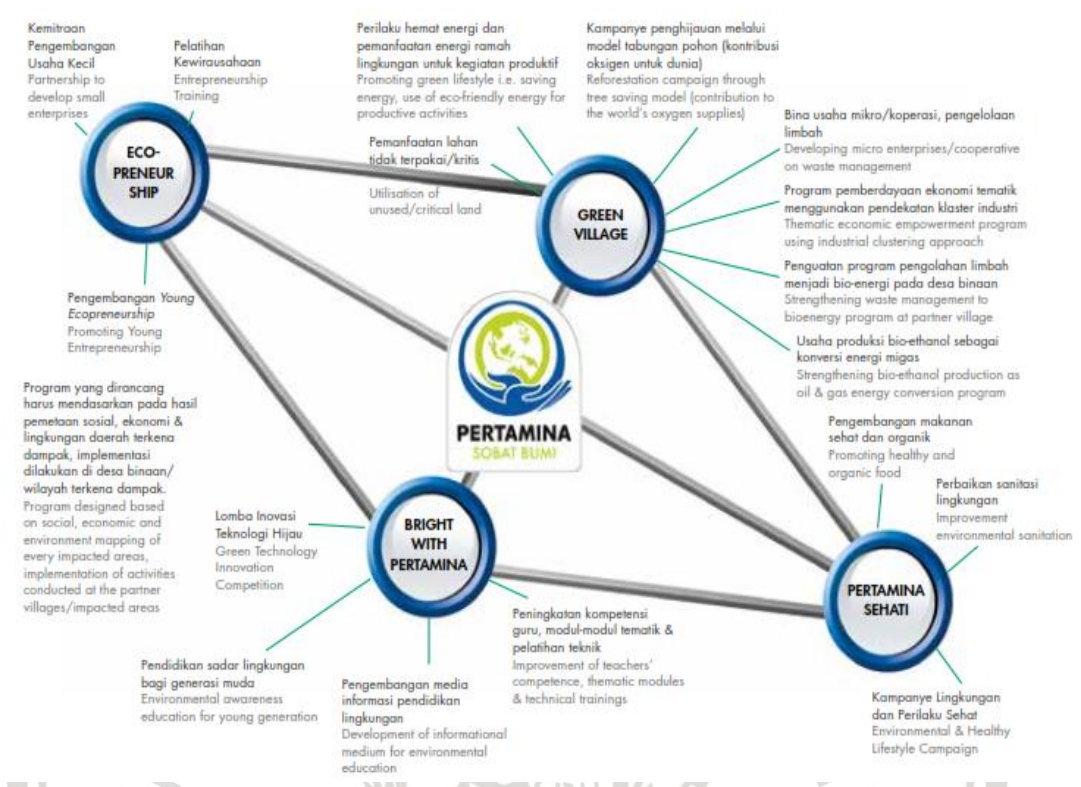 Kemitraan
Pengembangan
Usaha Kecil
Partnership to
develop small
enterprises
Pelatihan
Kewirausahaan
Entrepreneurship
Training
Perilaku hemat energi dan
pemanfaatan energi ramah
lingkungan untuk kegiatan produktif
Promoting green lifestyle i.e. saving
energy, use of eco-friendly energy for
productive activities
Kampanye penghijauan melalui
model tabungan pohon (kontribusi
oksigen untuk dunia)
Reforestation campaign through
tree saving model (contribution to
the world's oxygen supplies)
Pemanfaatan lahan
tidak terpakai/kritis
Utilisation of
unused/critical land
Bina usaha mikro/koperasi, pengelolaan
limbah
Developing micro enterprises/cooperative
on waste management
ECO-
PRENEUR
SHIP
GREEN
VILLAGE
Program pemberdayaan ekonomi tematik
menggunakan pendekatan klaster industri
Thematic economic empowerment program
using industrial clustering approach
Penguatan program pengolahan limbah
menjadi bio-energi pada desa binaan
Strengthening waste management to
bioenergy program at partner village
Usaha produksi bio-ethanol sebagai
konversi energi migas
Strengthening bio-ethanol production as
oil & gas energy conversion program
Pengembangan Young
Ecopreneurship
Promoting Young
Entrepreneurship
PERTAMINA
SOBAT BUMI
Program yang dirancang
harus mendasarkan pada hasil
pemetaan sosial, ekonomi &
lingkungan daerah terkena
dampak, implementasi
dilakukan di desa binaan/
wilayah terkena dampak.
Program designed based
on social, economic and
environment mapping of
every impacted areas,
implementation of activities
conducted at the partner
villages/impacted areas
Pengembangan makanan
sehat dan organik
Promoting healthy and
organic food
Perbaikan sanitasi
lingkungan
Improvement
environmental sanitation
Lomba Inovasi
Teknologi Hijau
Green Technology
Innovation
Competition
BRIGHT
WITH
PERTAMINA
PERTAMINA
SEHATI
Peningkatan kompetensi
guru, modul-modul tematik &
pelatihan teknik
Improvement of teachers'
competence, thematic modules
& technical trainings
Pendidikan sadar lingkungan
bagi generasi muda
Environmental awareness
education for young generation
Pengembangan media
informasi pendidikan
lingkungan
Development of informational
medium for environmental
education
Kampanye Lingkungan
dan Perilaku Sehat
Environmental & Healthy
Lifestyle Campaign